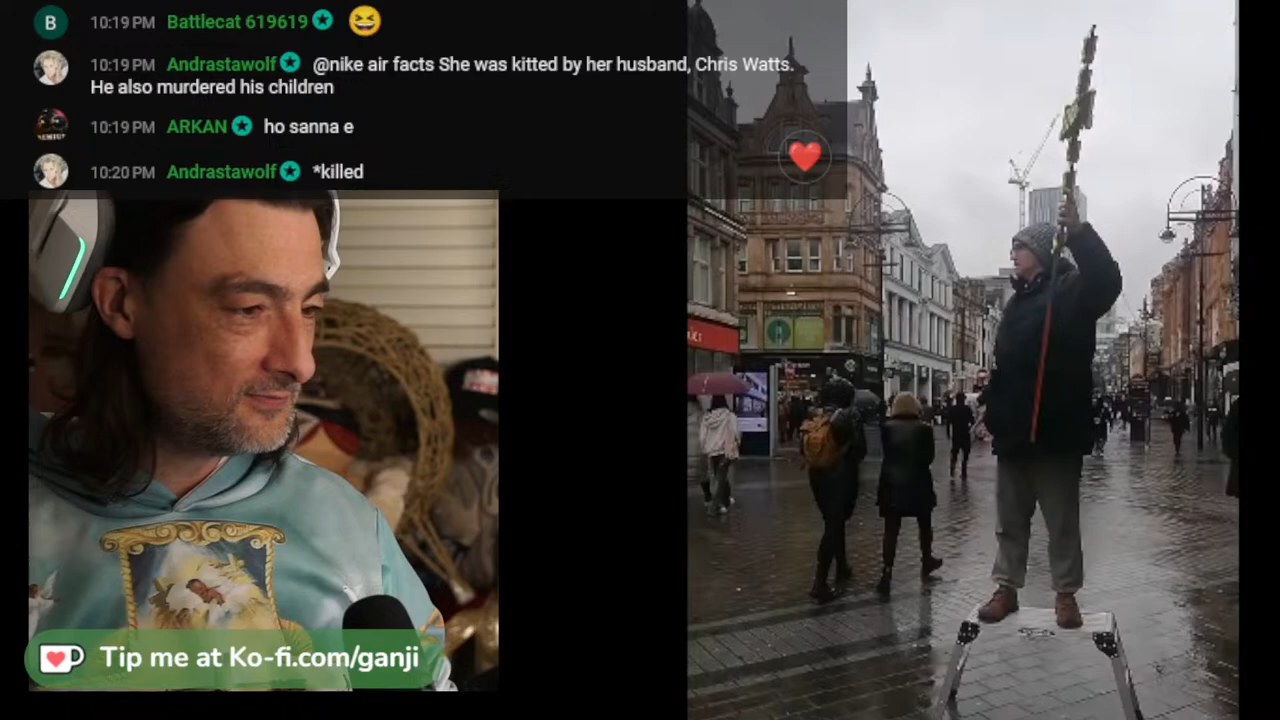 B 10:19 PM Battlecat 619619
10:19 PM Andrastawolf @nike air facts She was kitted by her husband, Chris Watts.
He also murdered his children
10:19 PM ARKAN ho sanna e
10:20 PM Andrastawolf *killed
Tip me at Ko-fi.com/ganji